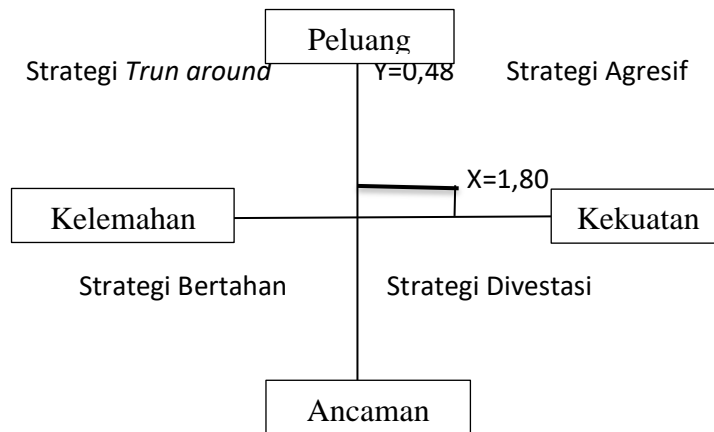 Peluang
Strategi Trun around Y=0,48 Strategi Agresif
X=1,80
Kelemahan Kekuatan
Strategi Bertahan Strategi Divestasi
Ancaman